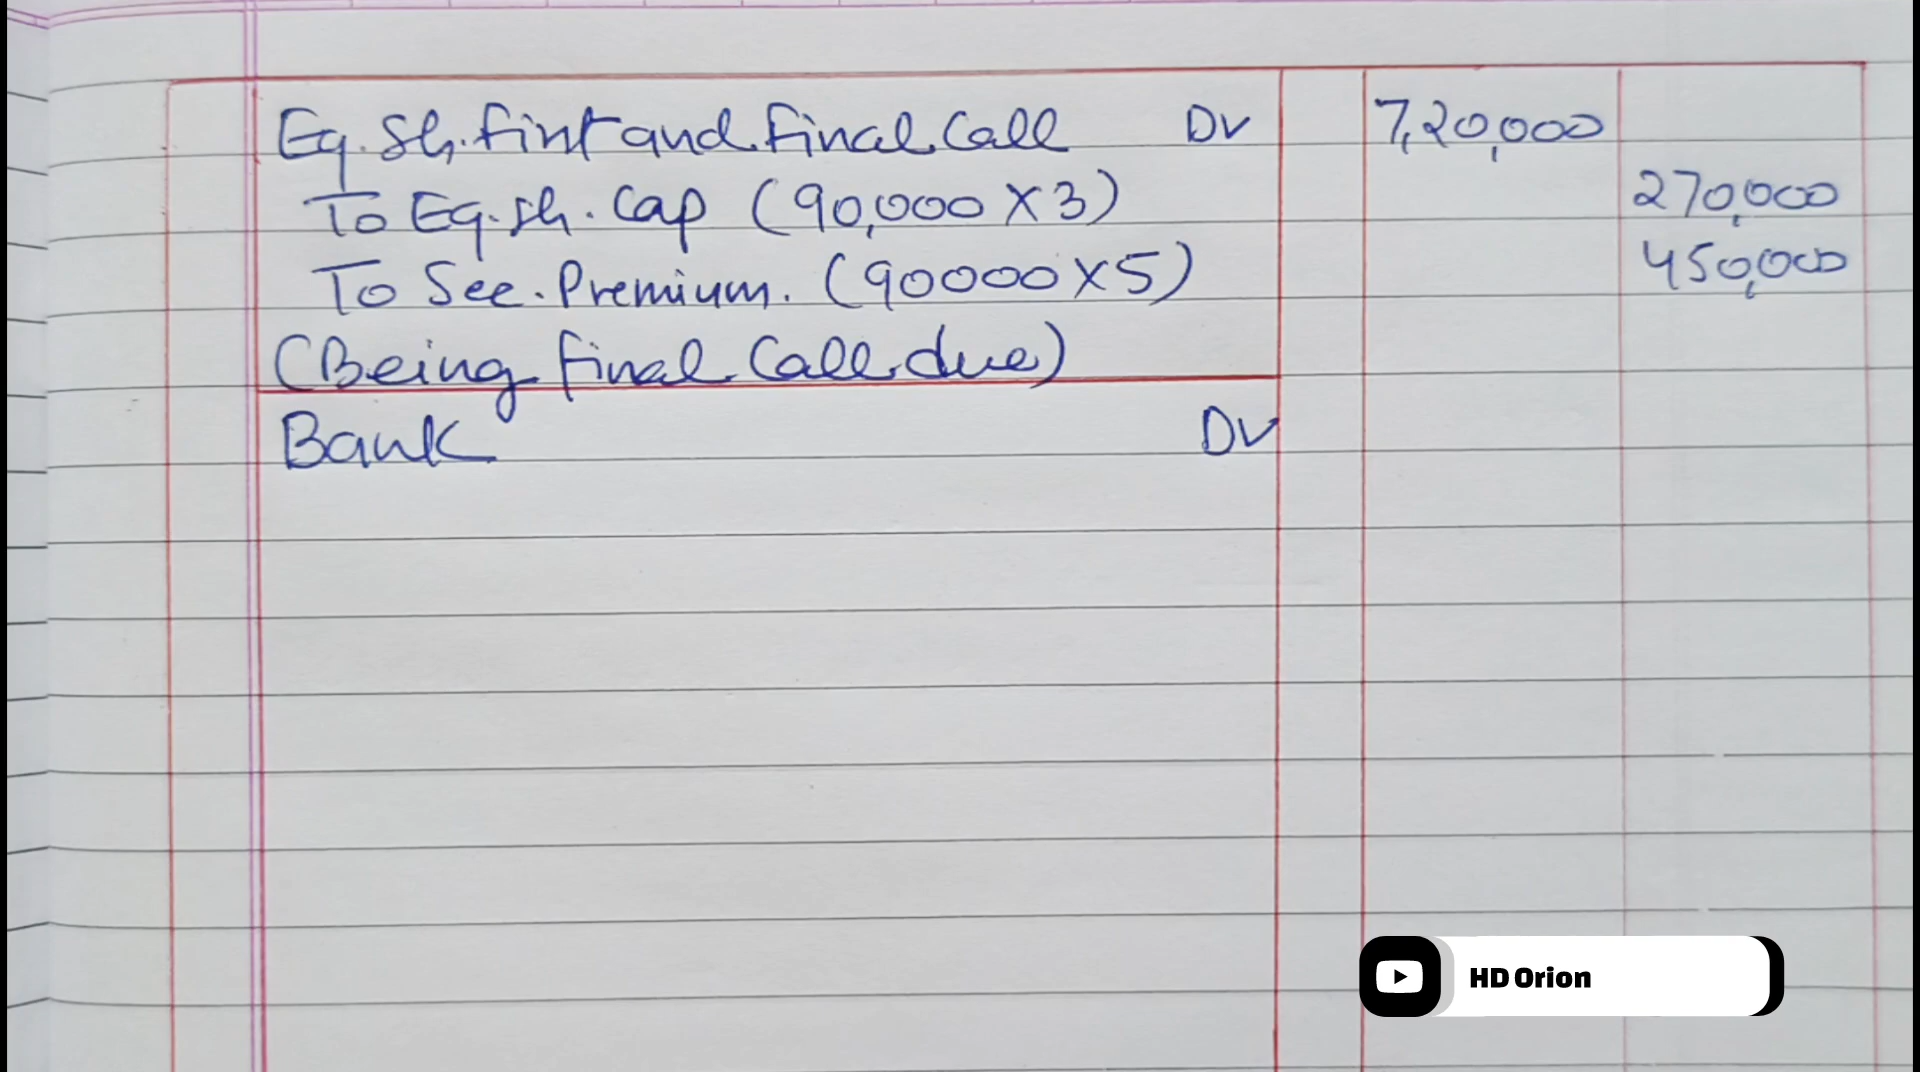 Eq. Sh. first and final Call Dr 7,20,000
To Eq. Sh. Cap (90,000 X 3) 270,000
To Sec. Premium. (90000 X 5) 450,000
(Being final Call due)
Bank Dr
HD Orion